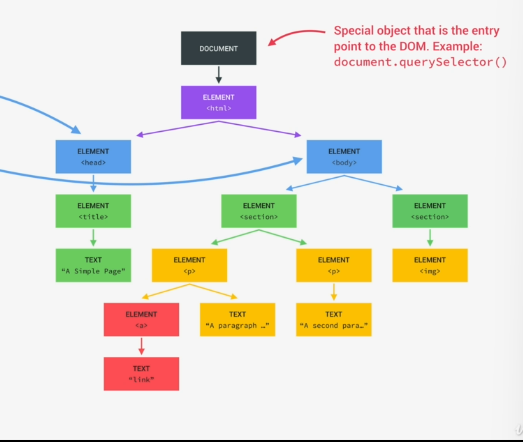 Special object that is the entry
point to the DOM. Example:
document.querySelector()
DOCUMENT
ELEMENT
<html>
ELEMENT
<head>
ELEMENT
<body>
ELEMENT
<title>
ELEMENT
<section>
ELEMENT
<section>
TEXT
"A Simple Page"
ELEMENT
<p>
ELEMENT
<p>
ELEMENT
<img>
ELEMENT
<a>
TEXT
"A paragraph …"
TEXT
"A second para…"
TEXT
"link"